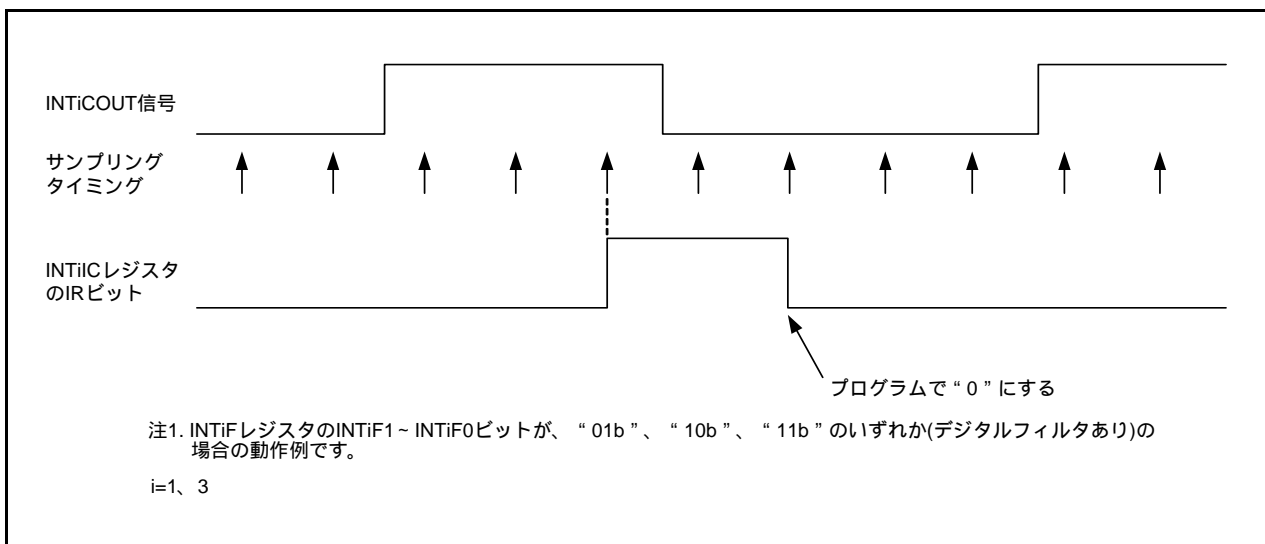 INTiCOUT信号
サンプリング
タイミング
INTiICレジスタ
のIRビット
プログラムで“0”にする
注1. INTiFレジスタのINTiF1~INTiF0ビットが、“01b”、“10b”、“11b”のいずれか(デジタルフィルタあり)の
場合の動作例です。
i=1、3